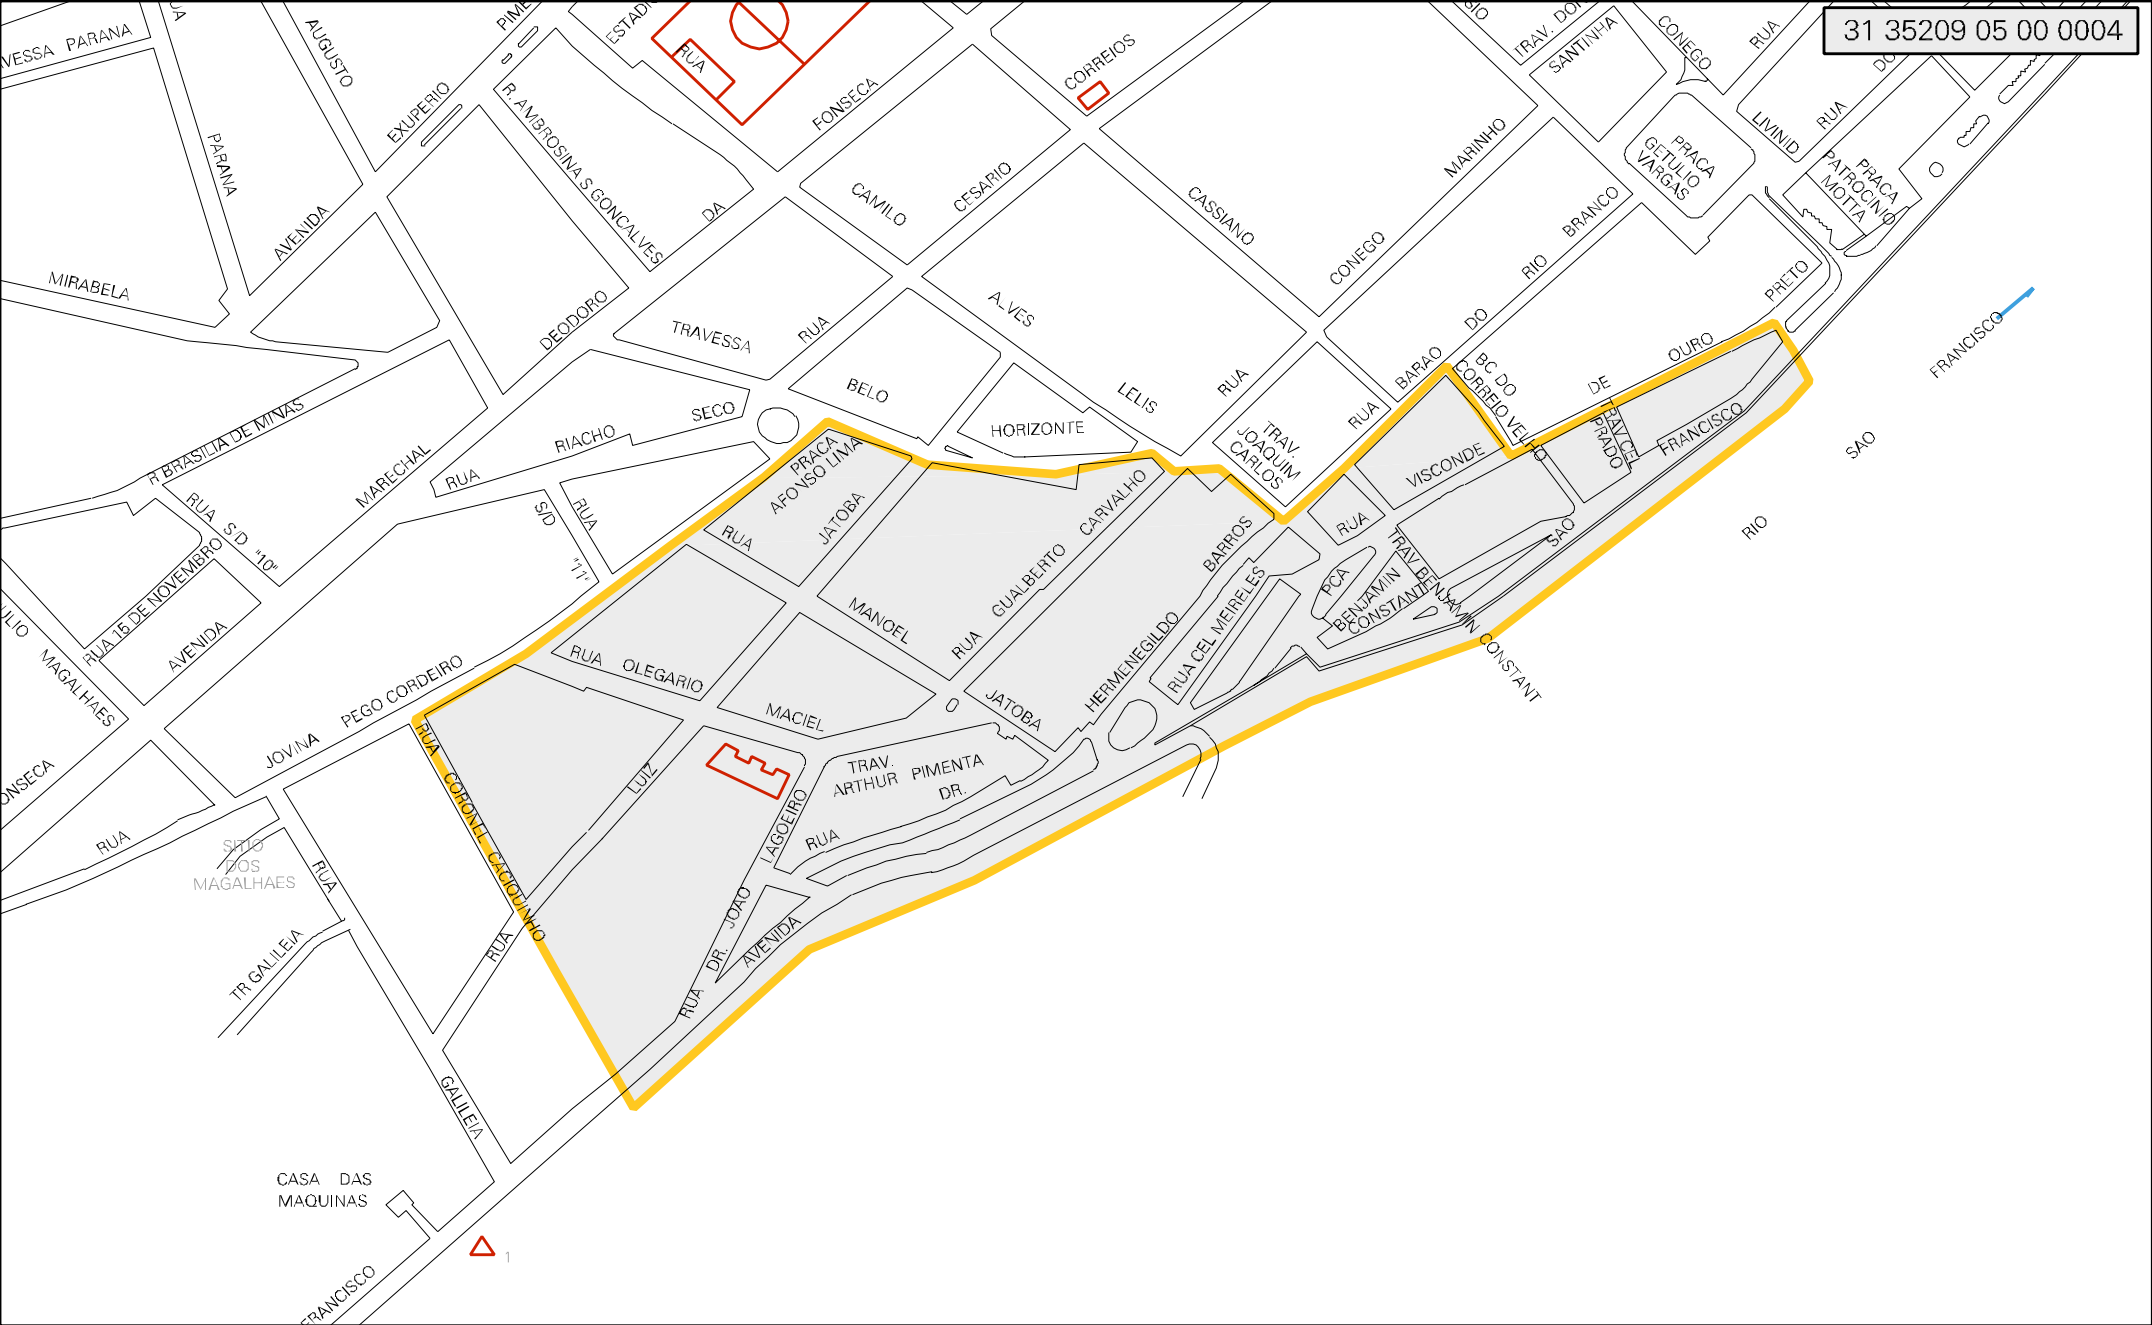 31 35209 05 00 0004
VESSA PARANA
AUGUSTO
PIME
ESTADIO
RUA
CORREIOS
TRAV. DOM
SANTINHA
CONEGO
RUA
DO
EXUPERIO
R. AMBROSINA S GONCALVES
FONSECA
PARANA
AVENIDA
DA
CAMILO
CESARIO
CASSIANO
MARINHO
LIVINID
RUA
PRACA
GETULIO
VARGAS
PRACA
PATROCINIO
MOTTA
BRANCO
CONEGO
RIO
PRETO
MIRABELA
DEODORO
TRAVESSA
RUA
ALVES
DO
FRANCISCO
BARAO
BC DO
CORREIO VELHO
OURO
DE
BELO
LELIS
RUA
HORIZONTE
RUA
TRAV.
JOAQUIM
CARLOS
R BRASILIA DE MINAS
SECO
RIACHO
RUA
MARECHAL
PRACA
AFONSO LIMA
VISCONDE
TRAV CEL
PRADO
FRANCISCO
SAO
RIO
RUA S/D "10"
S/D "11"
RUA
RUA
JATOBA
CARVALHO
GUALBERTO
RUA
BARROS
HERMENEGILDO
RUA
SAO
TRAV BENJAMIN CONSTANT
PCA
BENJAMIN
CONSTANT
RUA CEL MEIRELES
RUA 15 DE NOVEMBRO
AVENIDA
ULIO
MAGALHAES
MANOEL
JATOBA
RUA OLEGARIO
MACIEL
JOVINA
PEGO CORDEIRO
RUA CORONEL CACIQUINHO
LUIZ
RUA
TRAV.
ARTHUR PIMENTA
DR.
RUA
LAGOEIRO
JOAO
DR.
RUA
AVENIDA
ONSECA
RUA
SITIO
DOS
MAGALHAES
RUA
TR GALILEIA
GALILEIA
CASA DAS
MAQUINAS
1
FRANCISCO